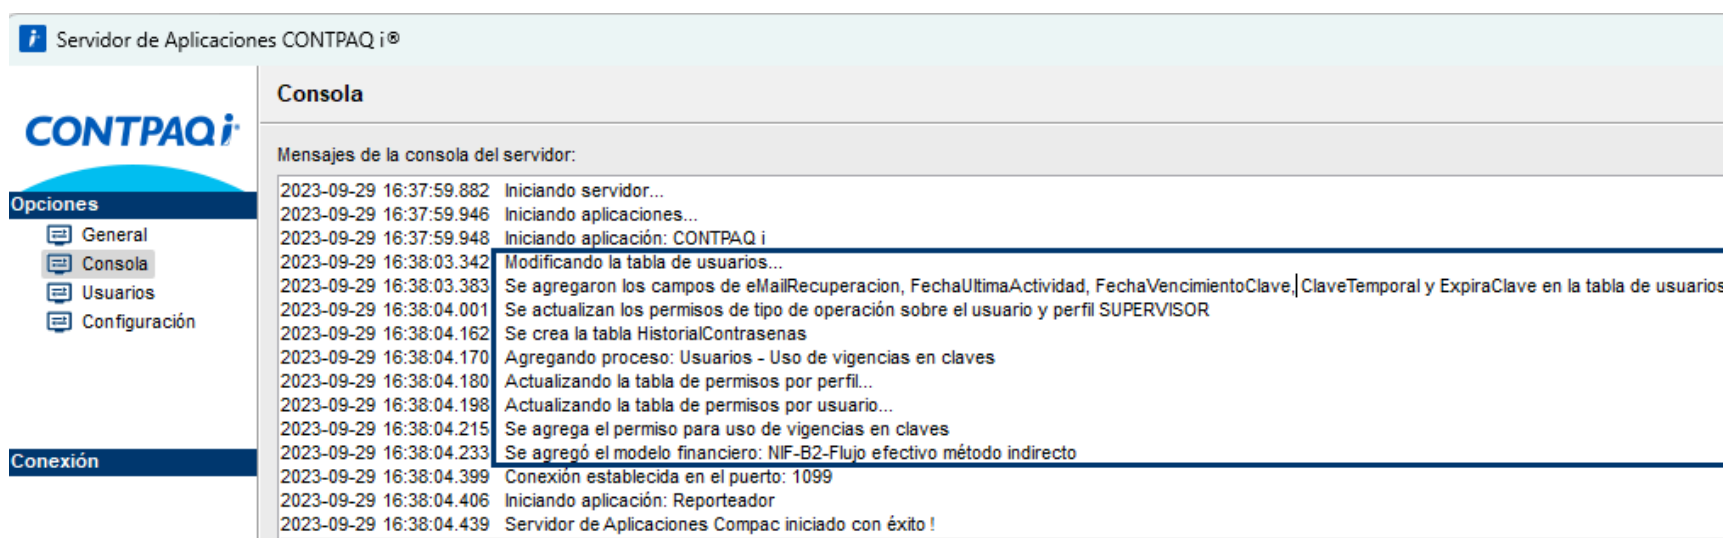 Servidor de Aplicaciones CONTPAQ i®
CONTPAQ i
Opciones
General
Consola
Usuarios
Configuración
Conexión
Consola
Mensajes de la consola del servidor:
2023-09-29 16:37:59.882 Iniciando servidor...
2023-09-29 16:37:59.946 Iniciando aplicaciones...
2023-09-29 16:37:59.948 Iniciando aplicación: CONTPAQ i
2023-09-29 16:38:03.342 Modificando la tabla de usuarios...
2023-09-29 16:38:03.383 Se agregaron los campos de eMailRecuperacion, FechaUltimaActividad, FechaVencimientoClave, ClaveTemporal y ExpiraClave en la tabla de usuarios
2023-09-29 16:38:04.001 Se actualizan los permisos de tipo de operación sobre el usuario y perfil SUPERVISOR
2023-09-29 16:38:04.162 Se crea la tabla HistorialContrasenas
2023-09-29 16:38:04.170 Agregando proceso: Usuarios - Uso de vigencias en claves
2023-09-29 16:38:04.180 Actualizando la tabla de permisos por perfil...
2023-09-29 16:38:04.198 Actualizando la tabla de permisos por usuario...
2023-09-29 16:38:04.215 Se agrega el permiso para uso de vigencias en claves
2023-09-29 16:38:04.233 Se agregó el modelo financiero: NIF-B2-Flujo efectivo método indirecto
2023-09-29 16:38:04.399 Conexión establecida en el puerto: 1099
2023-09-29 16:38:04.406 Iniciando aplicación: Reporteador
2023-09-29 16:38:04.439 Servidor de Aplicaciones Compac iniciado con éxito !